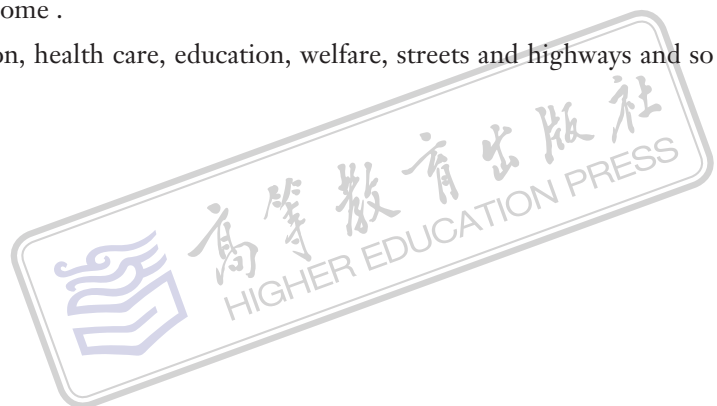 ome .
on, health care, education, welfare, streets and highways and so
高等教育出版社
HIGHER EDUCATION PRESS